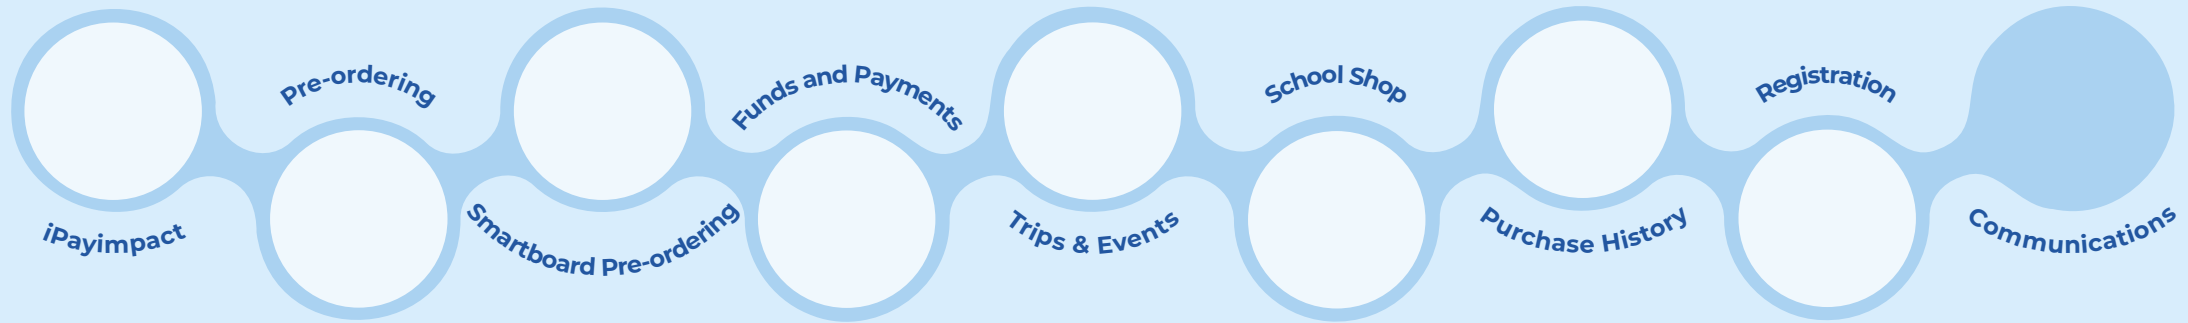 iPayimpact
Pre-ordering
Smartboard Pre-ordering
Funds and Payments
Trips & Events
School Shop
Purchase History
Registration
Communications